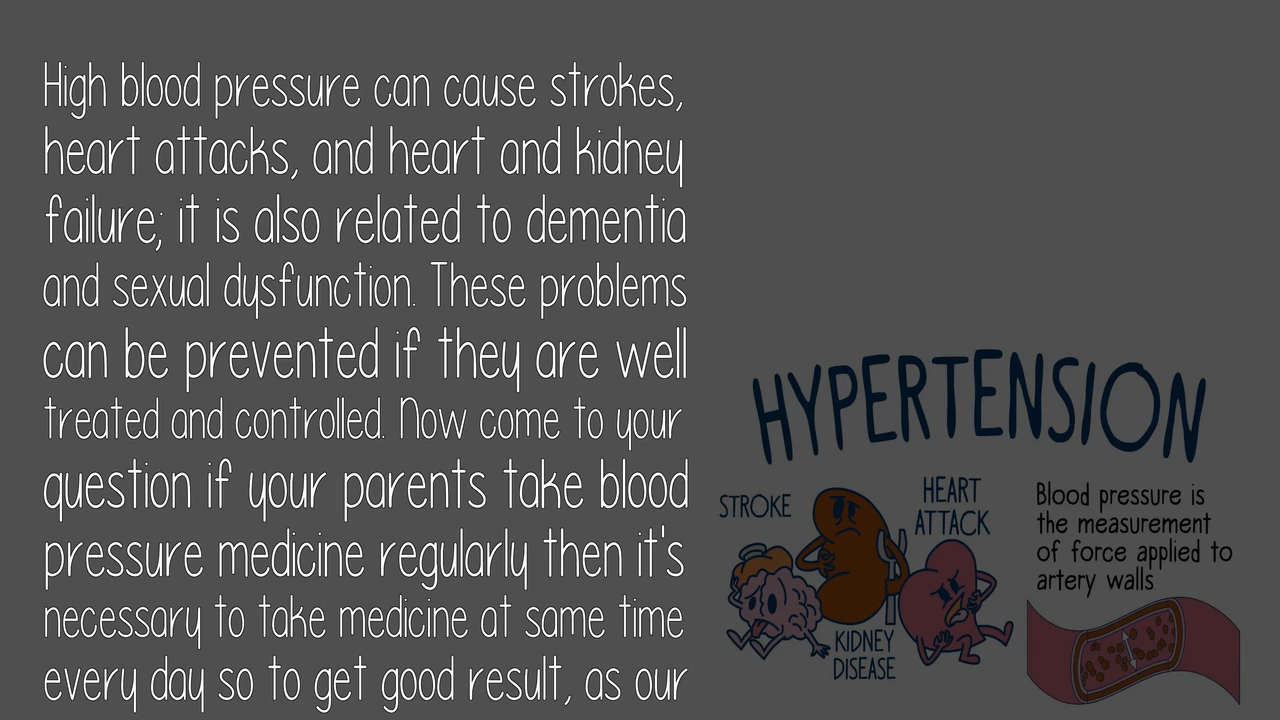 High blood pressure can cause strokes,
heart attacks, and heart and kidney
failure; it is also related to dementia
and sexual dysfunction. These problems
can be prevented if they are well
treated and controlled. Now come to your
question if your parents take blood
pressure medicine regularly then it's
necessary to take medicine at same time
every day so to get good result, as our
HYPERTENSION
STROKE
HEART
ATTACK
KIDNEY
DISEASE
Blood pressure is
the measurement
of force applied to
artery walls